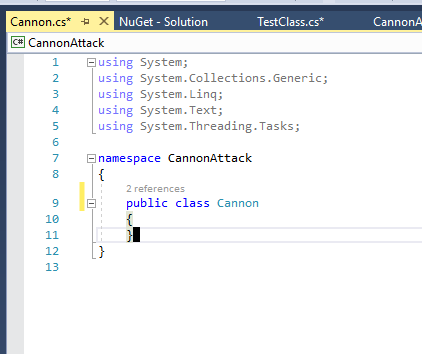 Cannon.cs* NuGet - Solution TestClass.cs* CannonA
C# CannonAttack
1 using System;
2 using System.Collections.Generic;
3 using System.Linq;
4 using System.Text;
5 using System.Threading.Tasks;
6
7 namespace CannonAttack
8 {
2 references
9 public class Cannon
10 {
11 }
12 }
13